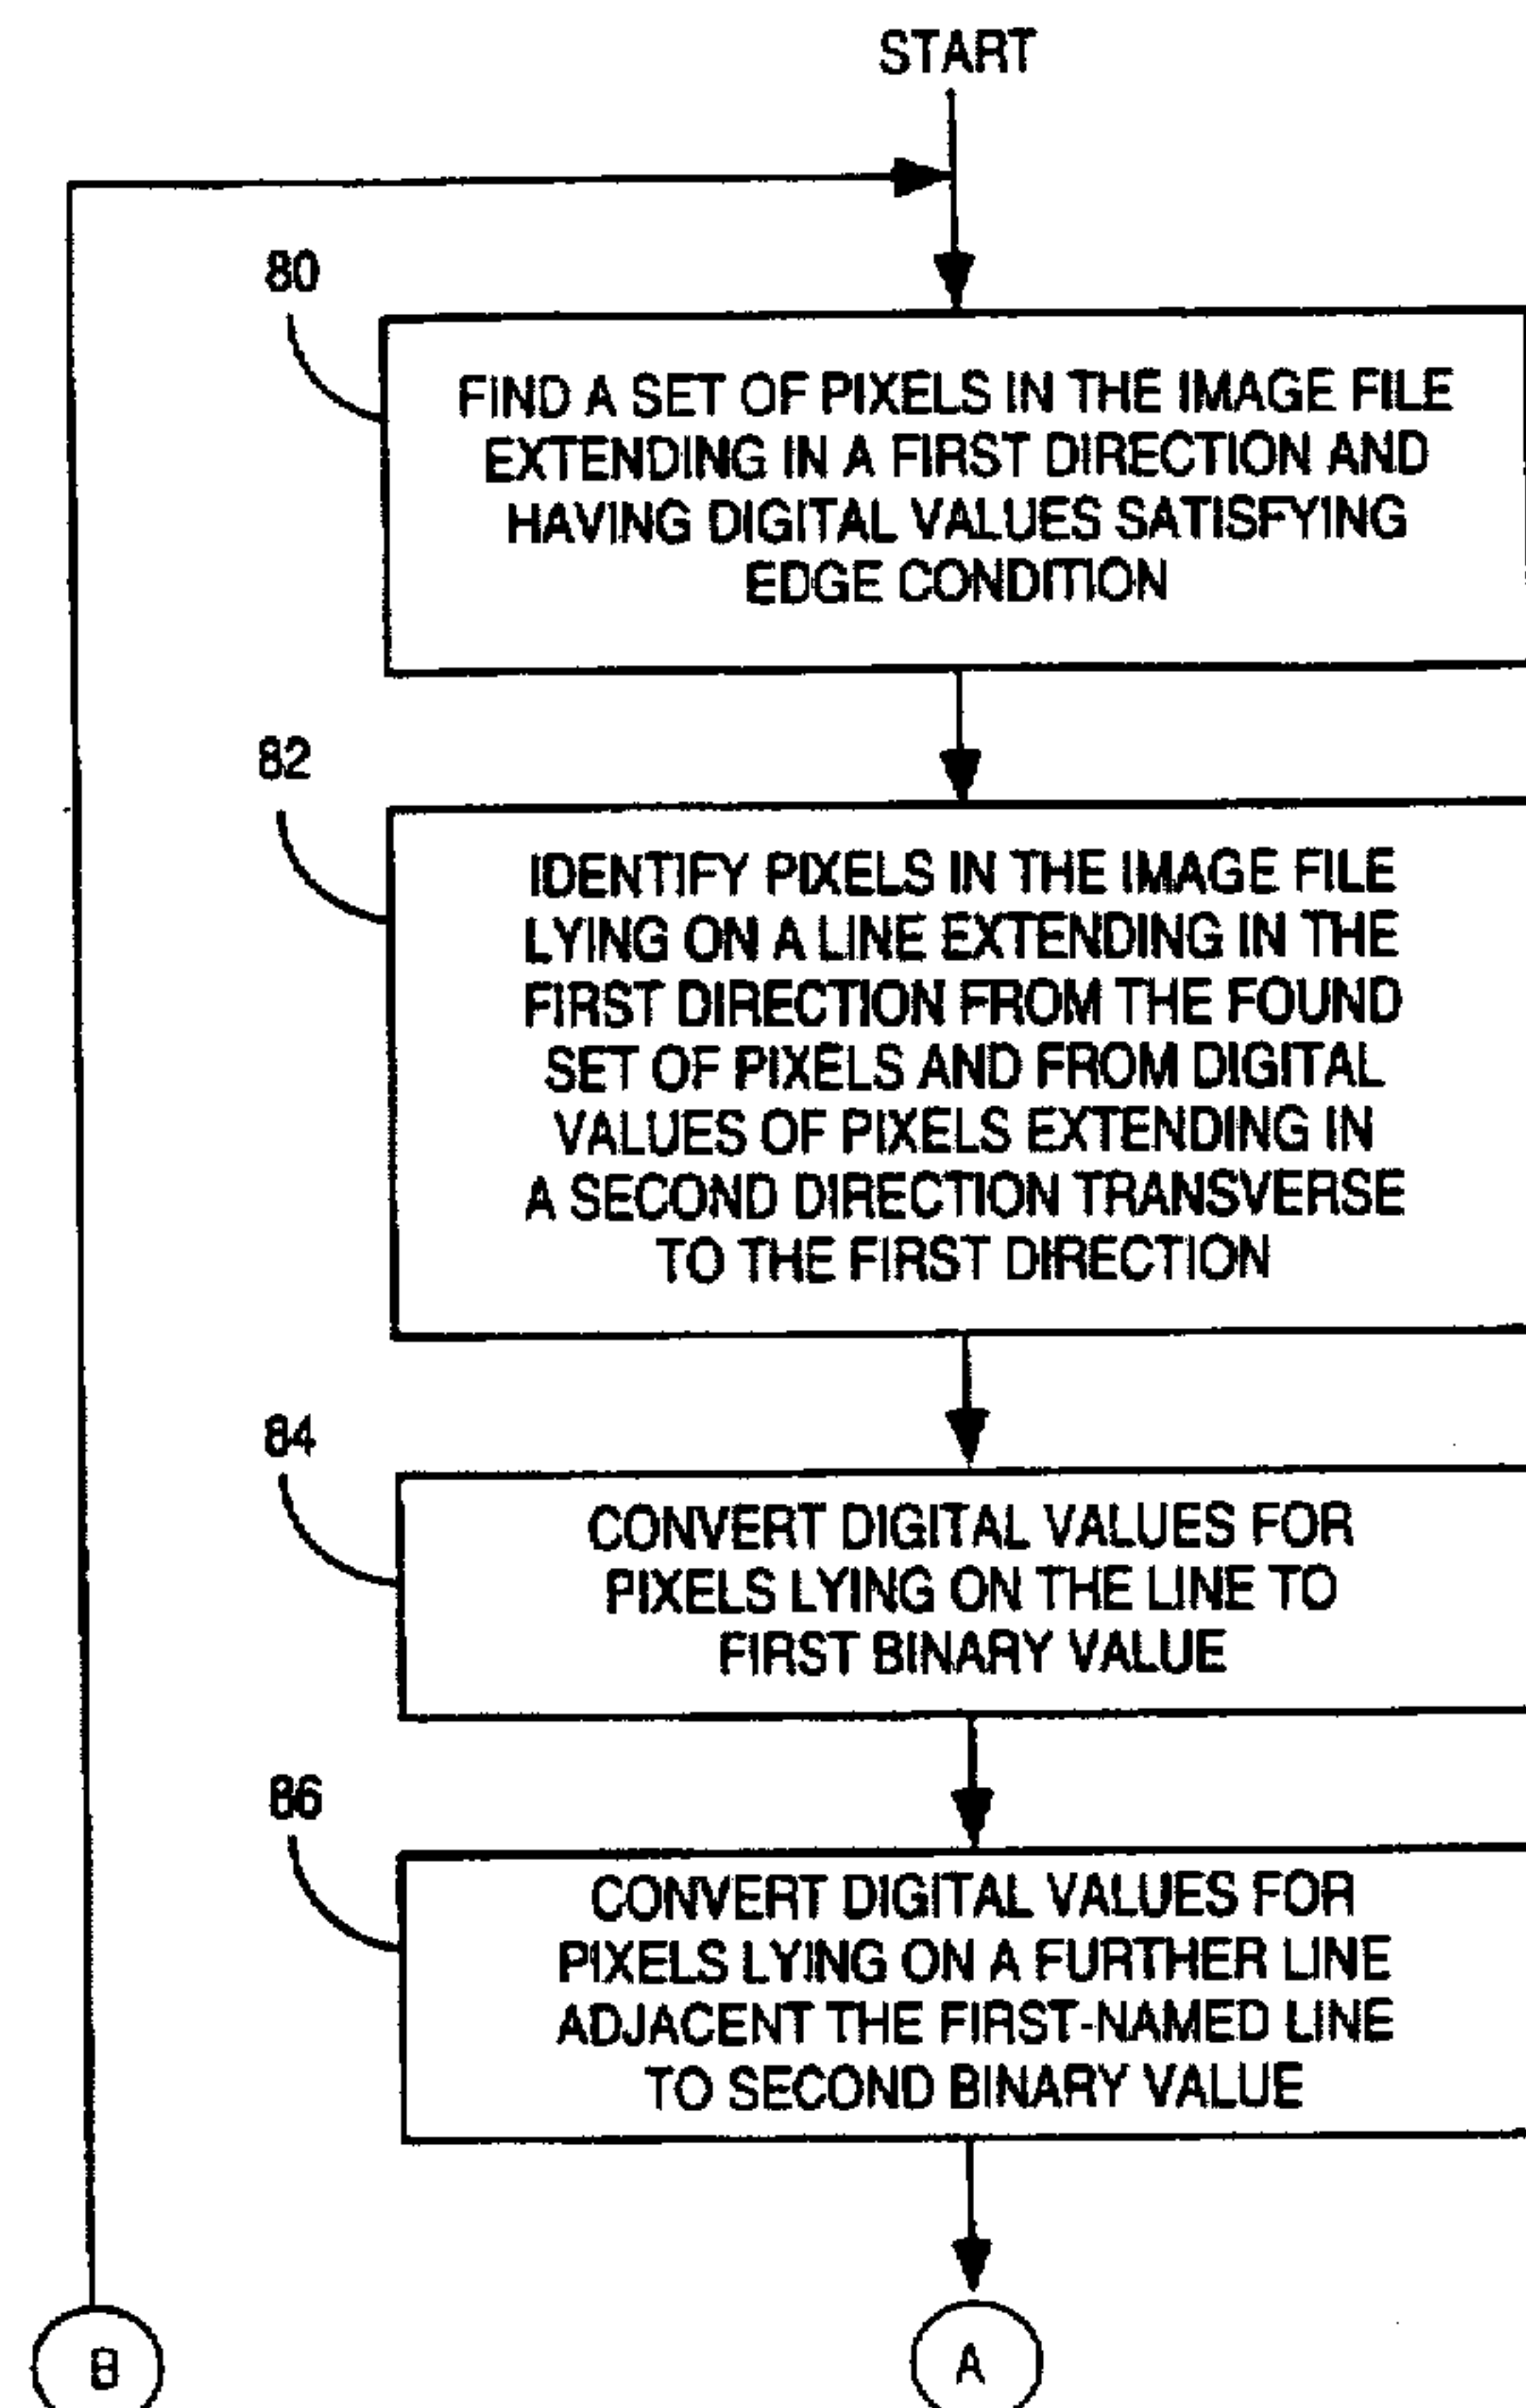 START
80
FIND A SET OF PIXELS IN THE IMAGE FILE
EXTENDING IN A FIRST DIRECTION AND
HAVING DIGITAL VALUES SATISFYING
EDGE CONDITION
82
IDENTIFY PIXELS IN THE IMAGE FILE
LYING ON A LINE EXTENDING IN THE
FIRST DIRECTION FROM THE FOUND
SET OF PIXELS AND FROM DIGITAL
VALUES OF PIXELS EXTENDING IN
A SECOND DIRECTION TRANSVERSE
TO THE FIRST DIRECTION
84
CONVERT DIGITAL VALUES FOR
PIXELS LYING ON THE LINE TO
FIRST BINARY VALUE
86
CONVERT DIGITAL VALUES FOR
PIXELS LYING ON A FURTHER LINE
ADJACENT THE FIRST-NAMED LINE
TO SECOND BINARY VALUE
B
A